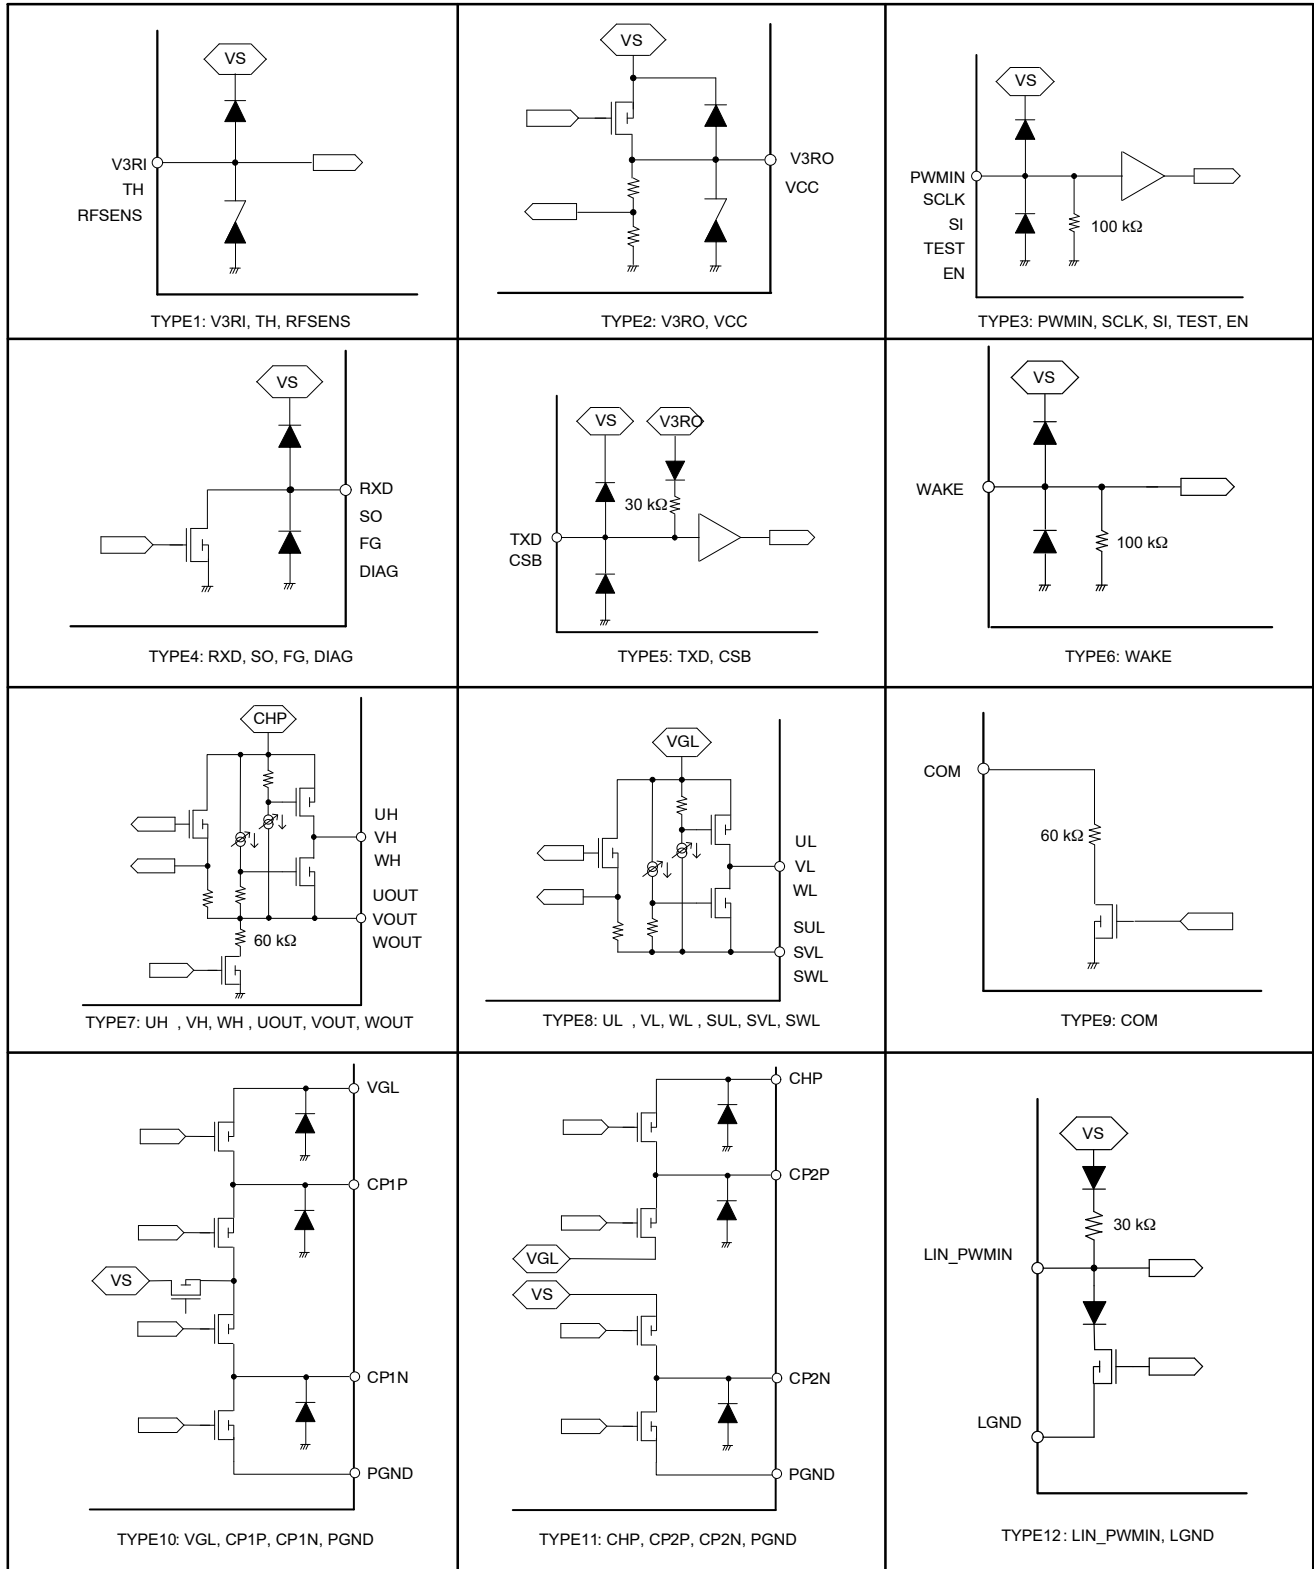 VS
V3RI
TH
RFSENS
TYPE1: V3RI, TH, RFSENS
VS
V3RO
VCC
TYPE2: V3RO, VCC
VS
PWMIN
SCLK
SI
TEST
EN
100 kΩ
TYPE3: PWMIN, SCLK, SI, TEST, EN
VS
RXD
SO
FG
DIAG
TYPE4: RXD, SO, FG, DIAG
VS
V3RO
30 kΩ
TXD
CSB
TYPE5: TXD, CSB
VS
WAKE
100 kΩ
TYPE6: WAKE
CHP
UH
VH
WH
UOUT
VOUT
WOUT
60 kΩ
TYPE7: UH , VH, WH , UOUT, VOUT, WOUT
VGL
UL
VL
WL
SUL
SVL
SWL
TYPE8: UL , VL, WL , SUL, SVL, SWL
COM
60 kΩ
TYPE9: COM
VGL
CP1P
VS
CP1N
PGND
TYPE10: VGL, CP1P, CP1N, PGND
CHP
CP2P
VGL
VS
CP2N
PGND
TYPE11: CHP, CP2P, CP2N, PGND
VS
30 kΩ
LIN_PWMIN
LGND
TYPE12: LIN_PWMIN, LGND